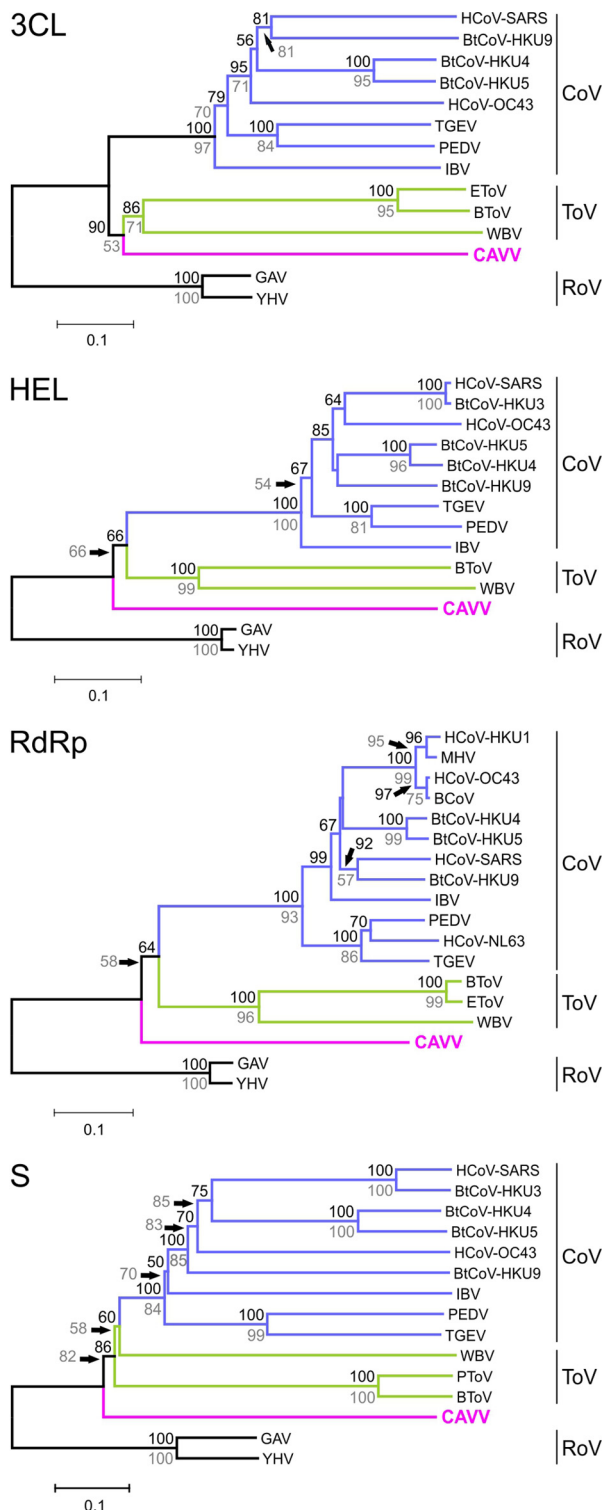 3CL
81 HCoV-SARS
BtCoV-HKU9
81
56
100 BtCoV-HKU4
95 BtCoV-HKU5
95
71
HCoV-OC43
CoV
79
70
100 TGEV
84 PEDV
100
97
IBV
100 EToV
95 BToV
ToV
86
71
WBV
90
53
CAVV
100 GAV
100 YHV
RoV
0.1
HEL
100 HCoV-SARS
100 BtCoV-HKU3
64
HCoV-OC43
85
100 BtCoV-HKU5
96 BtCoV-HKU4
CoV
67
54
BtCoV-HKU9
100
100
TGEV
100
81 PEDV
IBV
66
66
100 BToV
99 WBV
ToV
CAVV
100 GAV
100 YHV
RoV
0.1
RdRp
95 96 HCoV-HKU1
MHV
100
99 HCoV-OC43
97 75 BCoV
BtCoV-HKU4
100
99 BtCoV-HKU5
67
92 HCoV-SARS
57 BtCoV-HKU9
CoV
99
IBV
100
93
70 PEDV
100 HCoV-NL63
86 TGEV
64
58
100 BToV
99 EToV
100
96 WBV
ToV
CAVV
100 GAV
100 YHV
RoV
0.1
S
100 HCoV-SARS
100 BtCoV-HKU3
75
85
100 BtCoV-HKU4
100 BtCoV-HKU5
70
83
HCoV-OC43
CoV
100
85 BtCoV-HKU9
50
70
IBV
100
84
100 PEDV
99 TGEV
60
58
WBV
86
82
100 PToV
100 BToV
ToV
CAVV
100 GAV
100 YHV
RoV
0.1